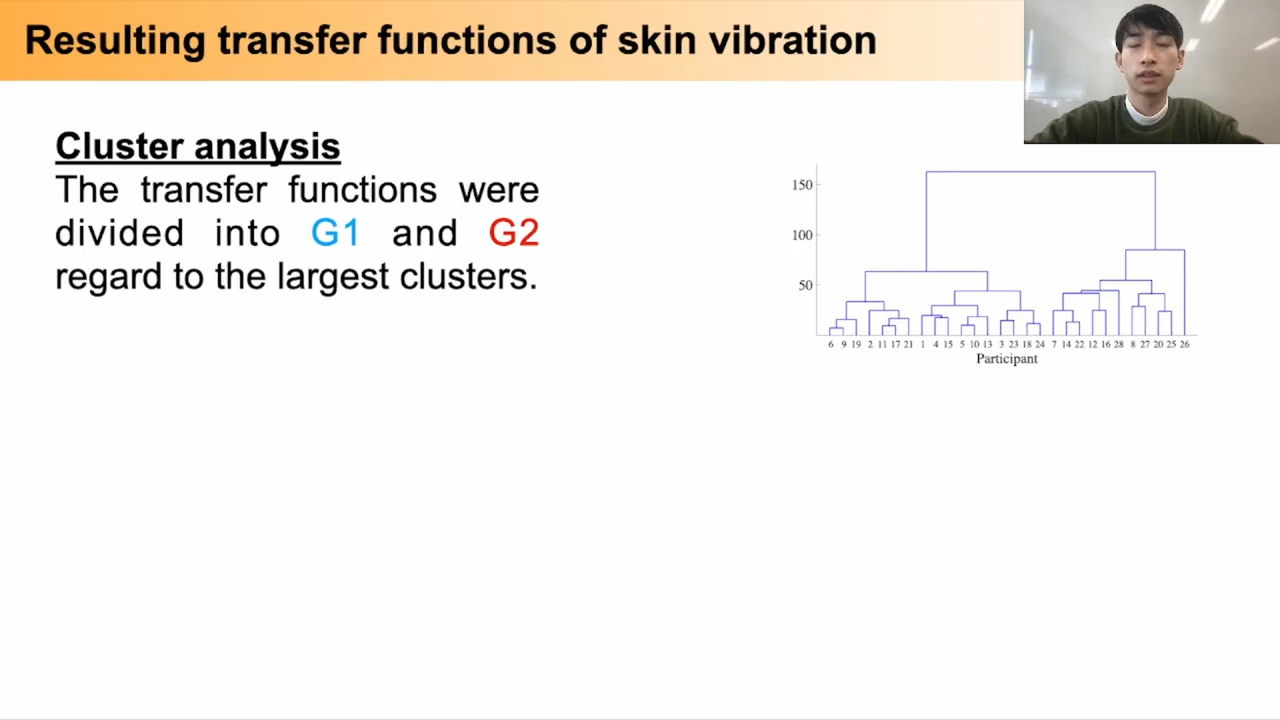 Resulting transfer functions of skin vibration
Cluster analysis
The transfer functions were
divided into G1 and G2
regard to the largest clusters.
150
100
50
6 9 19 2 11 17 21 1 4 15 5 10 13 3 23 18 24 7 14 22 12 16 28 8 27 20 25 26
Participant